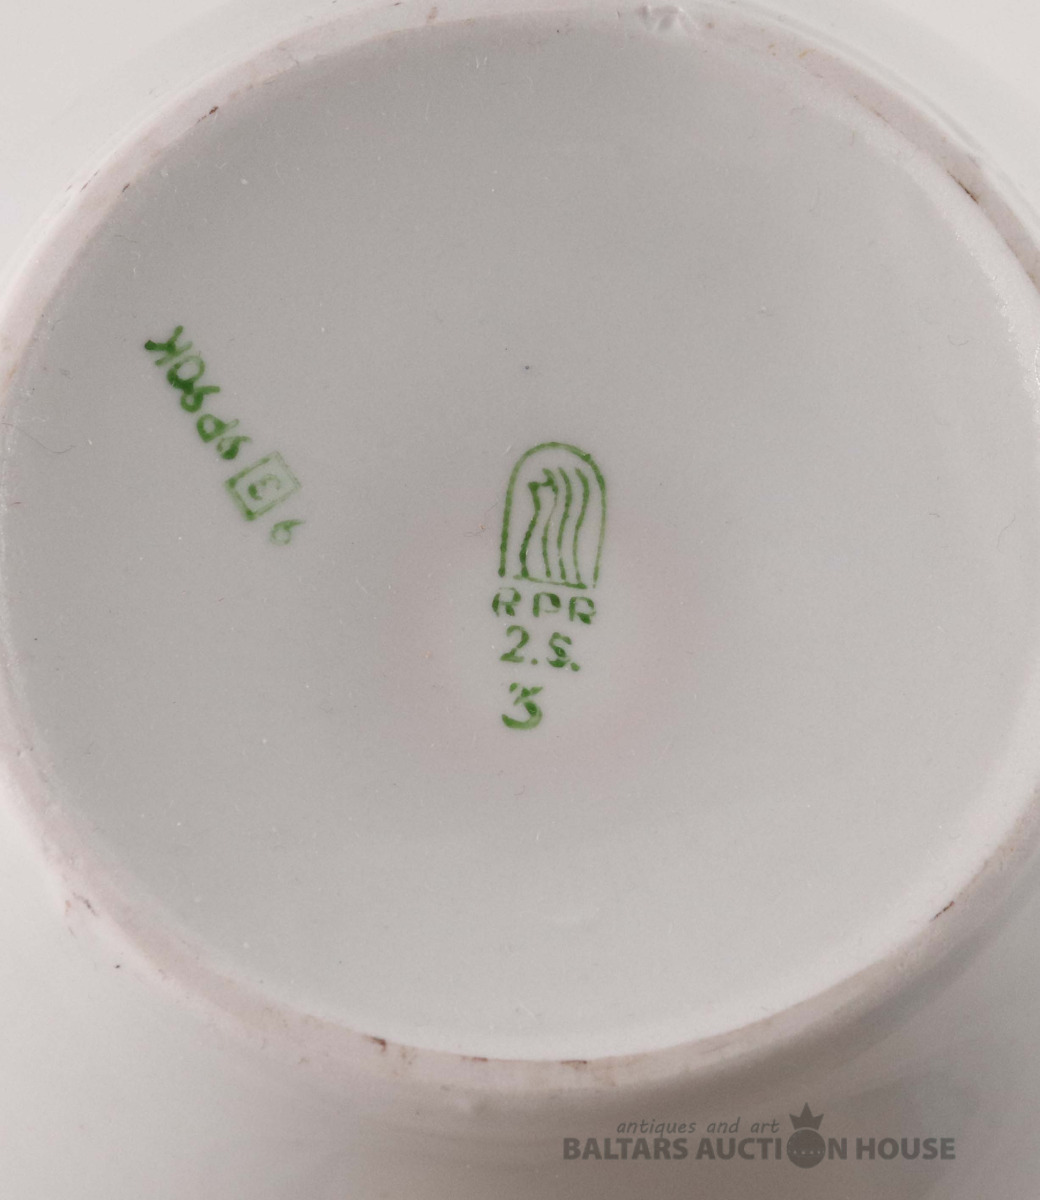 RPR
2.S.
3
antiques and art
BALTARS AUCTION HOUSE